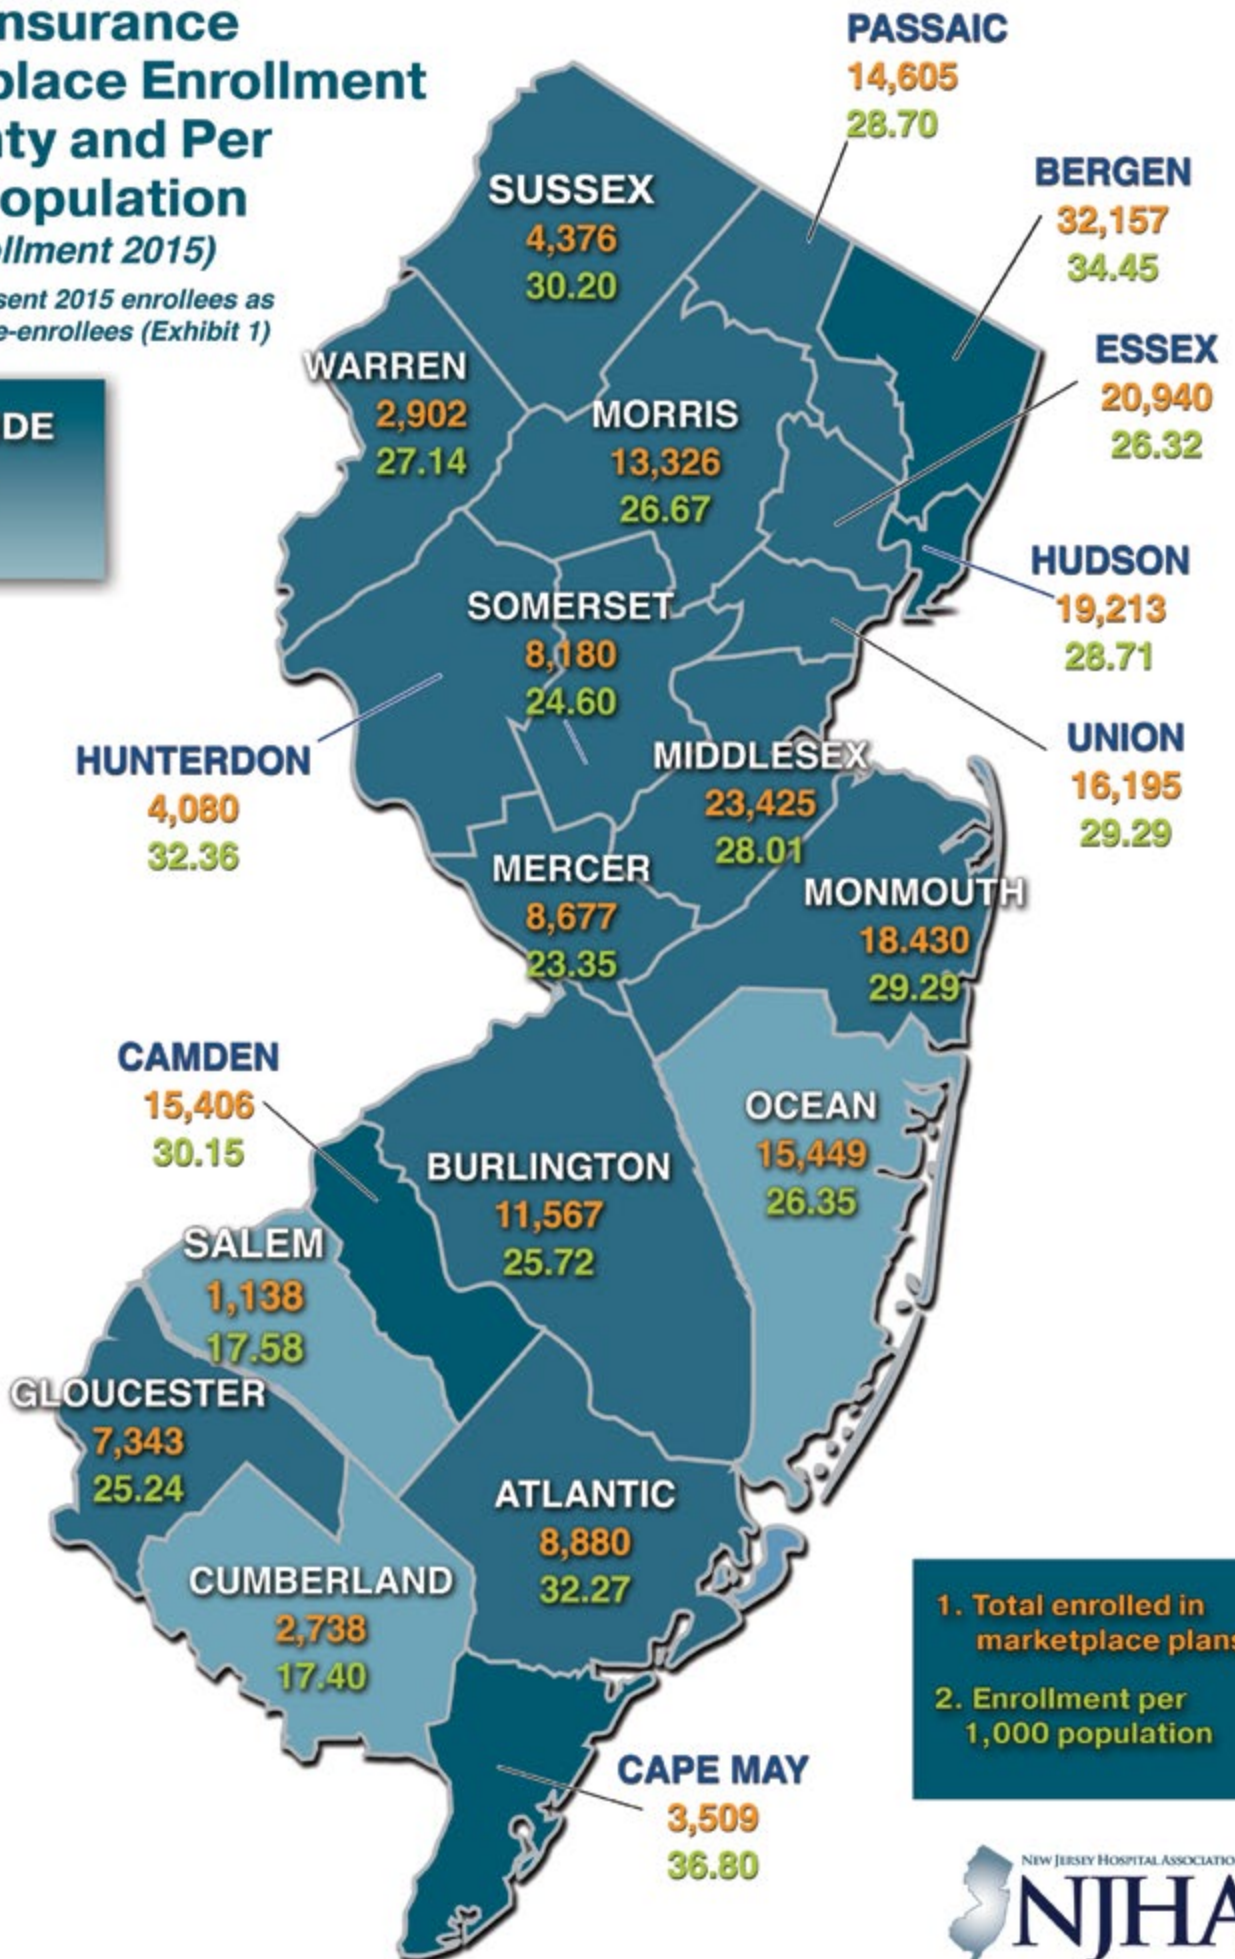 nsurance
place Enrollment
nty and Per
opulation
ollment 2015)
sent 2015 enrollees as
e-enrollees (Exhibit 1)
DE
PASSAIC
14,605
28.70
BERGEN
32,157
34.45
SUSSEX
4,376
30.20
ESSEX
20,940
26.32
WARREN
2,902
27.14
MORRIS
13,326
26.67
HUDSON
19,213
28.71
SOMERSET
8,180
24.60
HUNTERDON
4,080
32.36
UNION
16,195
29.29
MIDDLESEX
23,425
28.01
MERCER
8,677
23.35
MONMOUTH
18.430
29.29
CAMDEN
15,406
30.15
OCEAN
15,449
26.35
BURLINGTON
11,567
25.72
SALEM
1,138
17.58
GLOUCESTER
7,343
25.24
ATLANTIC
8,880
32.27
CUMBERLAND
2,738
17.40
CAPE MAY
3,509
36.80
1. Total enrolled in
marketplace plans
2. Enrollment per
1,000 population
NEW JERSEY HOSPITAL ASSOCIATIO
NJHA